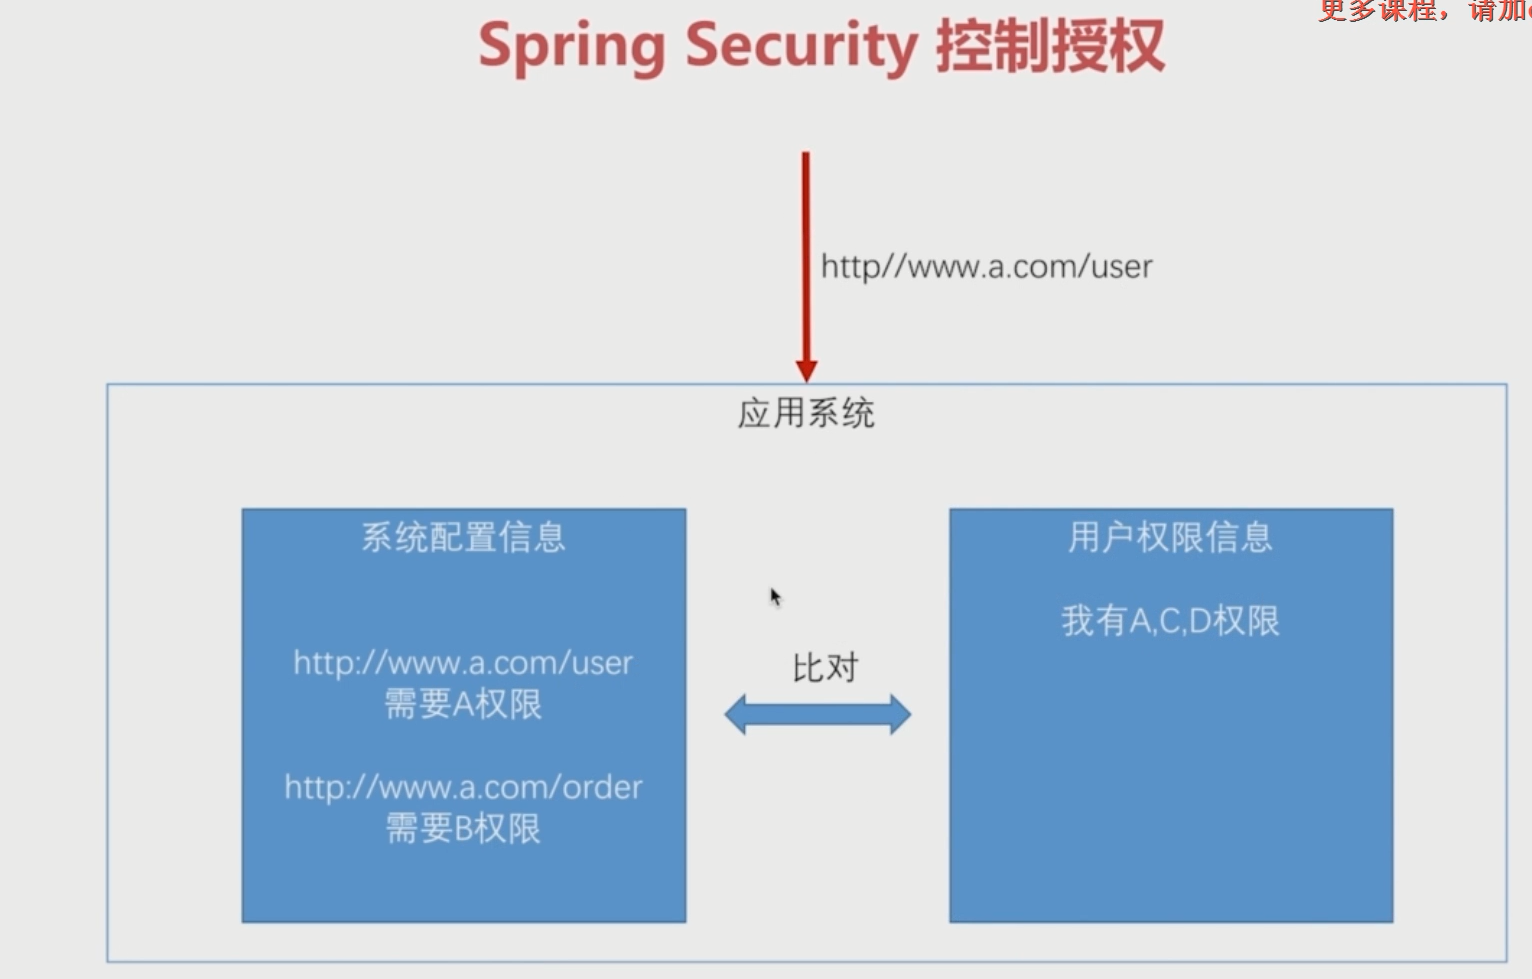 更多课程，请加
Spring Security 控制授权
http//www.a.com/user
应用系统
系统配置信息
http://www.a.com/user
需要A权限
http://www.a.com/order
需要B权限
比对
用户权限信息
我有A,C,D权限